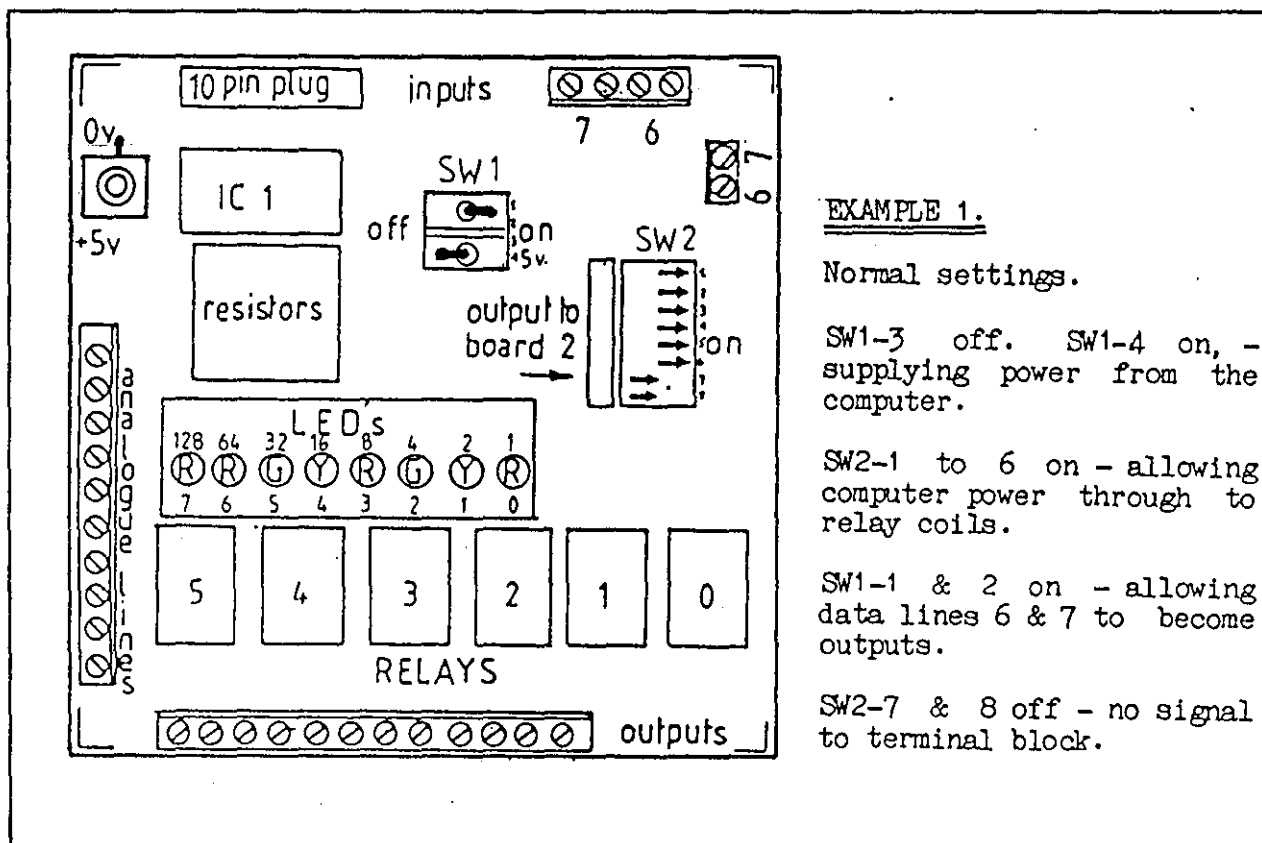 10 pin plug inputs
7 6
0v
IC 1
SW1
7
6
off on
+5v
+5v.
SW2
resistors
output to
board 2
on
analogue lines
LED's
128 64 32 16 8 4 2 1
R R G Y R G Y R
7 6 5 4 3 2 1 0
5 4 3 2 1 0
RELAYS
outputs
EXAMPLE 1.
Normal settings.
SW1-3 off. SW1-4 on, -
supplying power from the
computer.
SW2-1 to 6 on - allowing
computer power through to
relay coils.
SW1-1 & 2 on - allowing
data lines 6 & 7 to become
outputs.
SW2-7 & 8 off - no signal
to terminal block.